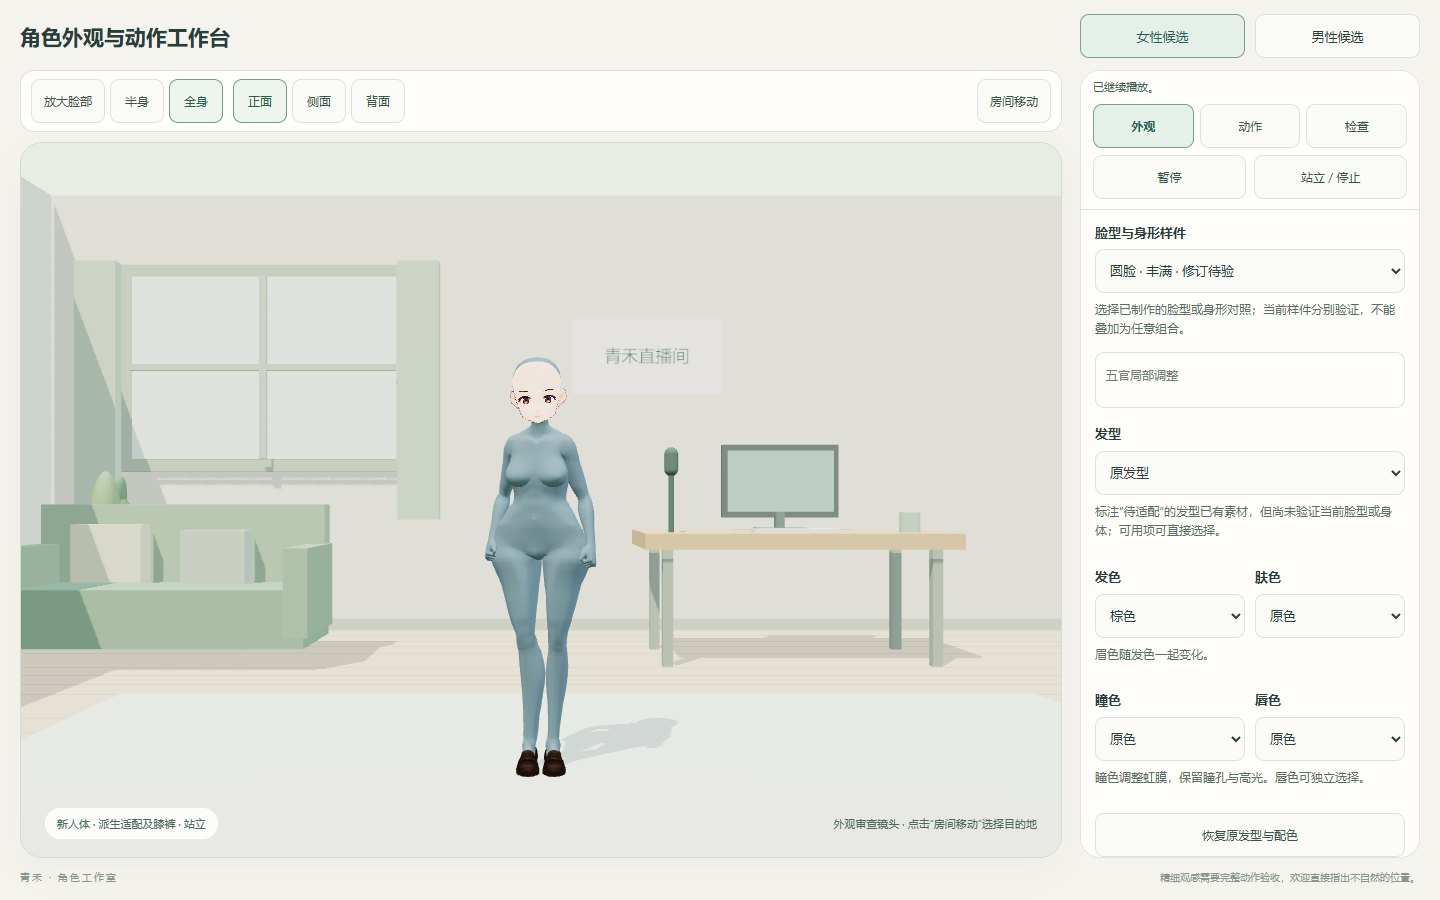 角色外观与动作工作台
女性候选
男性候选
放大脸部
半身
全身
正面
侧面
背面
房间移动
已继续播放。
外观
动作
检查
暂停
站立 / 停止
脸型与身形样件
圆脸 · 丰满 · 修订待验
选择已制作的脸型或身形对照；当前样件分别验证，不能
叠加为任意组合。
五官局部调整
发型
原发型
标注“待适配”的发型已有素材，但尚未验证当前脸型或身
体；可用项可直接选择。
发色
肤色
棕色
原色
眉色随发色一起变化。
瞳色
唇色
原色
原色
瞳色调整虹膜，保留瞳孔与高光。唇色可独立选择。
恢复原发型与配色
青禾直播间
新人体 · 派生适配及膝裤 · 站立
外观审查镜头 · 点击“房间移动”选择目的地
青禾 · 角色工作室
精细观感需要完整动作验收，欢迎直接指出不自然的位置。